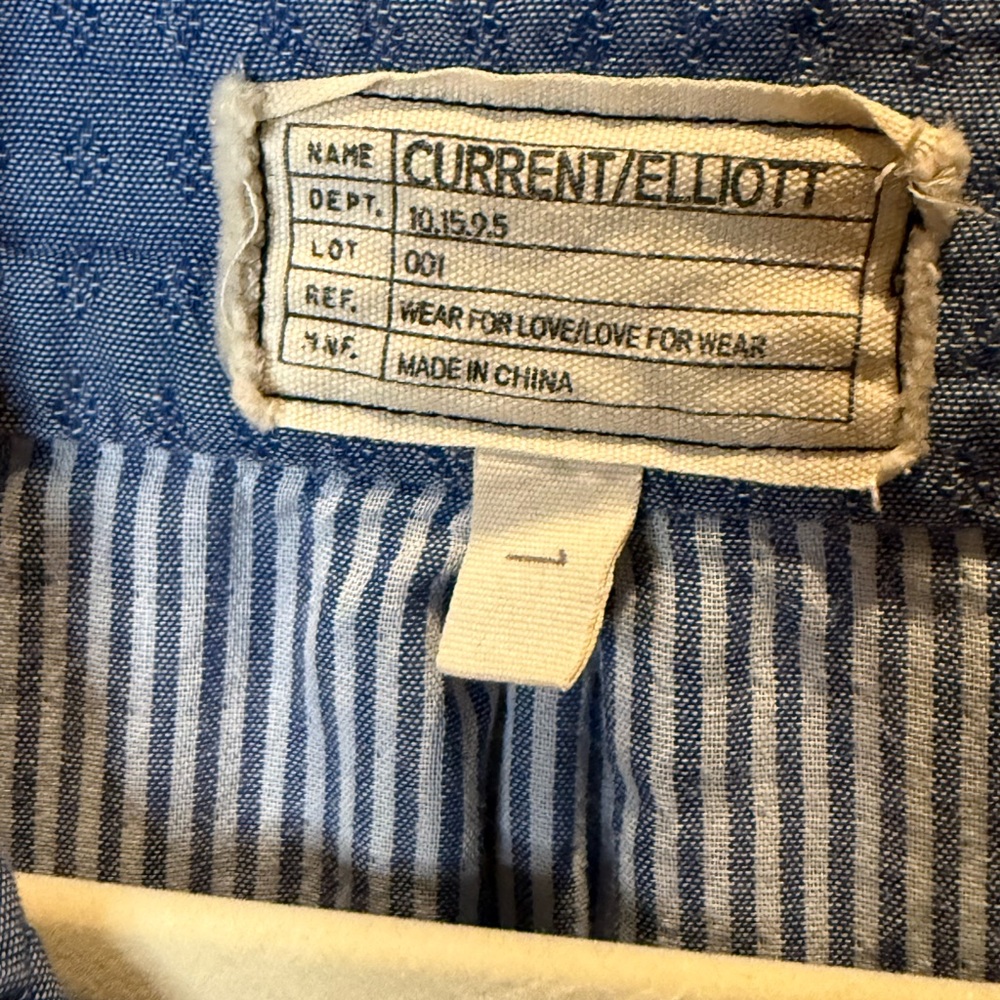 NAME CURRENT/ELLIOTT
DEPT. 10.15.9.5
LOT 001
REF. WEAR FOR LOVE/LOVE FOR WEAR
MNF. MADE IN CHINA
1